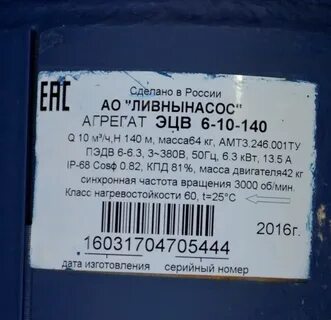 EAC
Сделано в России
АО "ЛИВНЫНАСОС"
АГРЕГАТ ЭЦВ 6-10-140
Q 10 м³/ч, Н 140 м, масса64 кг, АМТ3.246.001ТУ
ПЭДВ 6-6.3, 3~380В, 50Гц, 6.3 кВт, 13.5 А
IP-68 Cosф 0.82, КПД 81%, масса двигателя42 кг
синхронная частота вращения 3000 об/мин.
Класс нагревостойкости 60, t=25°С
2016г.
16031704705444
дата изготовления серийный номер